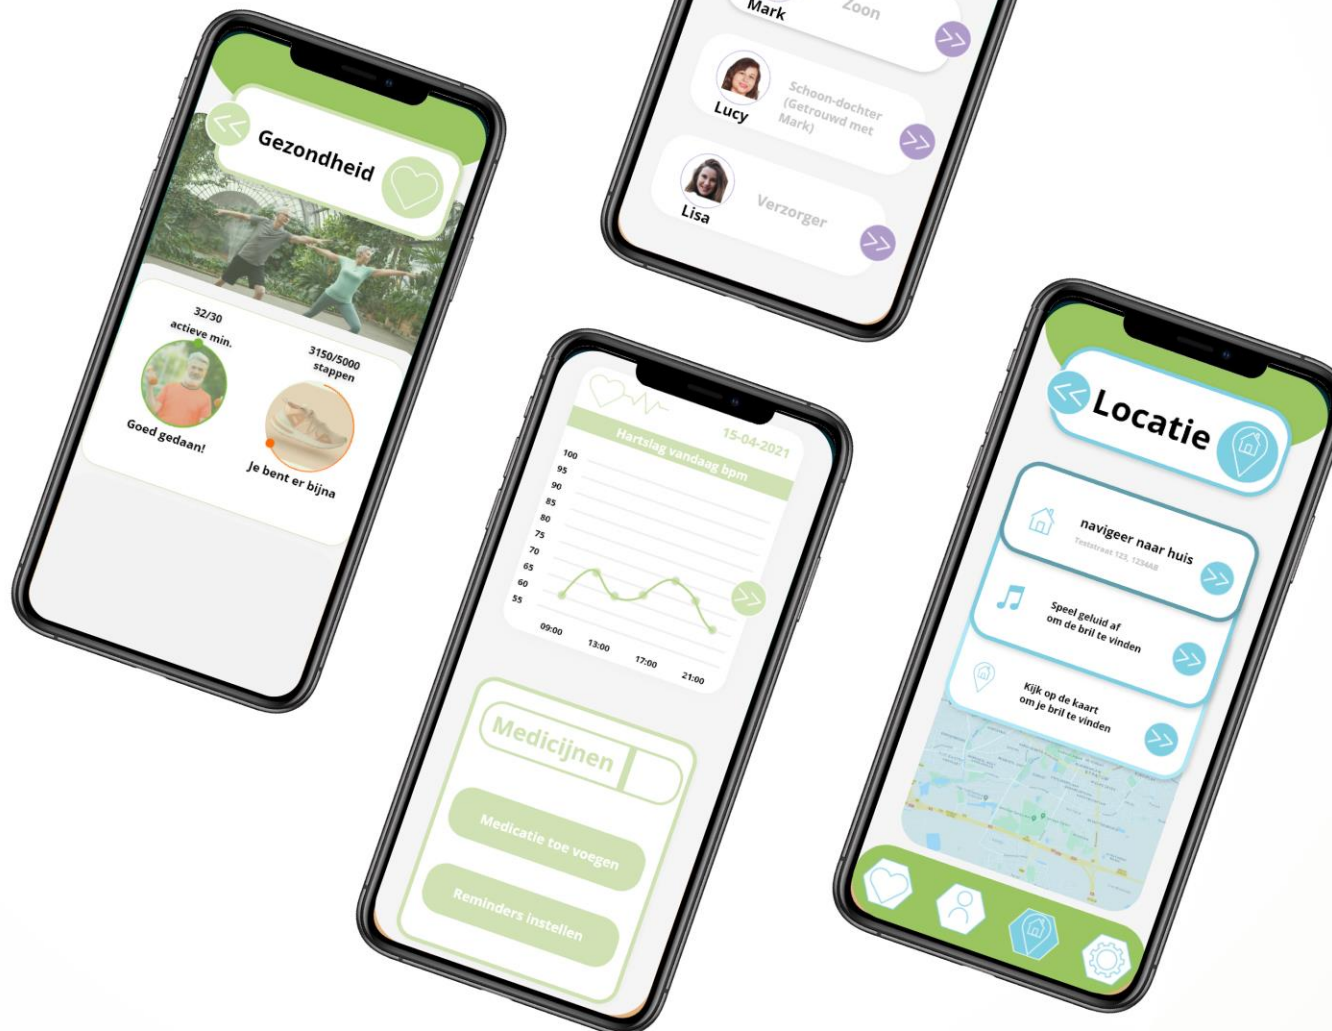 Gezondheid
32/30
actieve min.
Goed gedaan!
3150/5000
stappen
Je bent er bijna
Mark
Zoon
Lucy
Schoon-dochter
(Getrouwd met
Mark)
Lisa
Verzorger
15-04-2021
Hartslag vandaag bpm
100
95
90
85
80
75
70
65
60
55
09:00
13:00
17:00
21:00
Medicijnen
Medicatie toe voegen
Reminders instellen
Locatie
navigeer naar huis
Teststraat 123, 1234AB
Speel geluid af
om de bril te vinden
Kijk op de kaart
om je bril te vinden